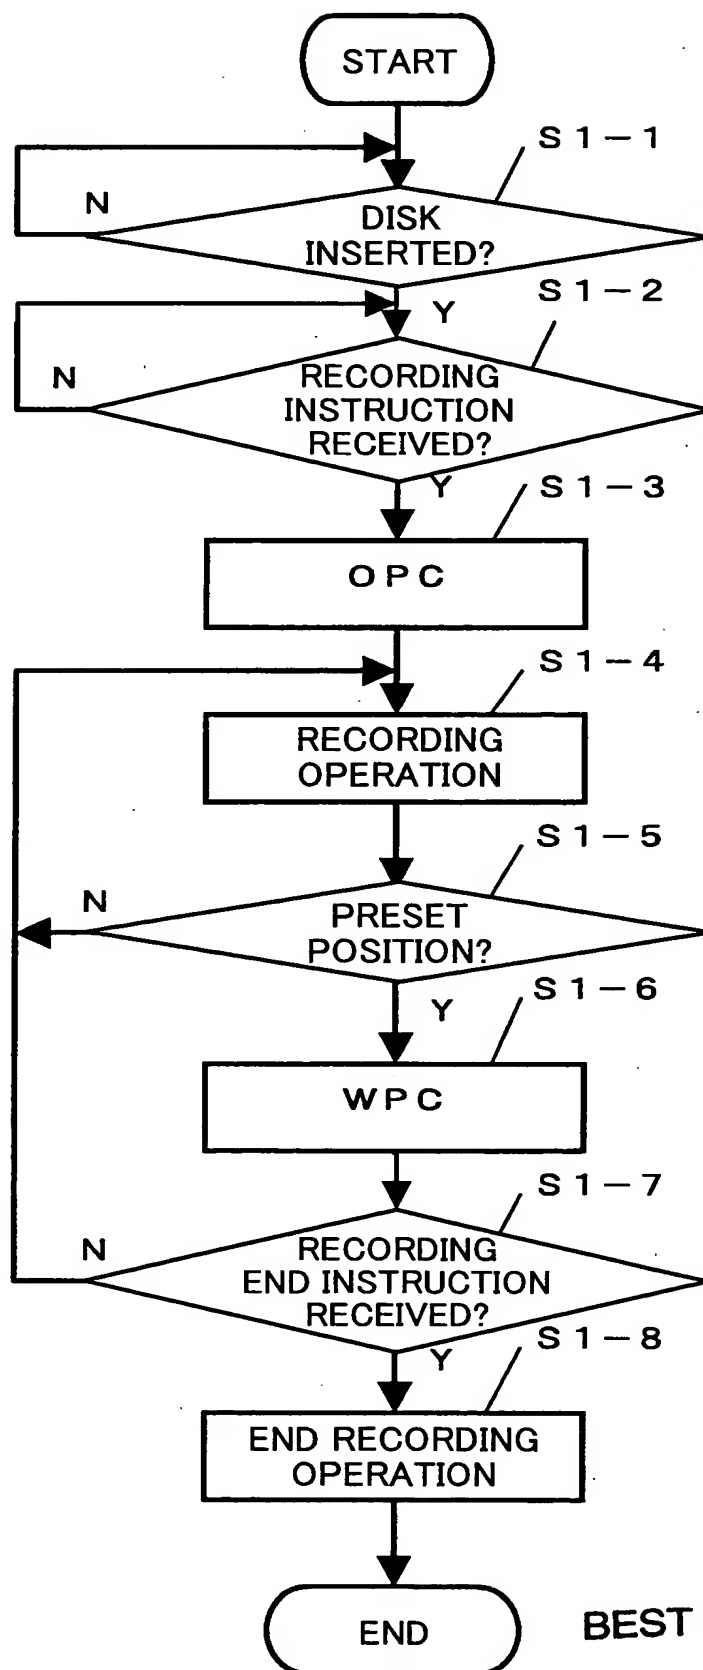 START
S1-1
N
DISK
INSERTED?
S1-2
Y
N
RECORDING
INSTRUCTION
RECEIVED?
Y
S1-3
OPC
S1-4
RECORDING
OPERATION
S1-5
N
PRESET
POSITION?
S1-6
Y
WPC
S1-7
N
RECORDING
END INSTRUCTION
RECEIVED?
S1-8
Y
END RECORDING
OPERATION
END
BEST